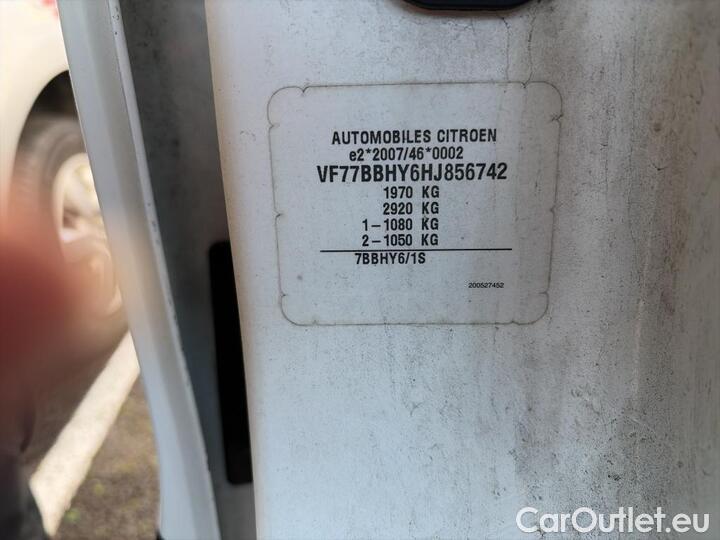 AUTOMOBILES CITROEN
e2*2007/46*0002
VF77BBHY6HJ856742
1970 KG
2920 KG
1-1080 KG
2-1050 KG
7BBHY6/1S
200527452
CarOutlet.eu